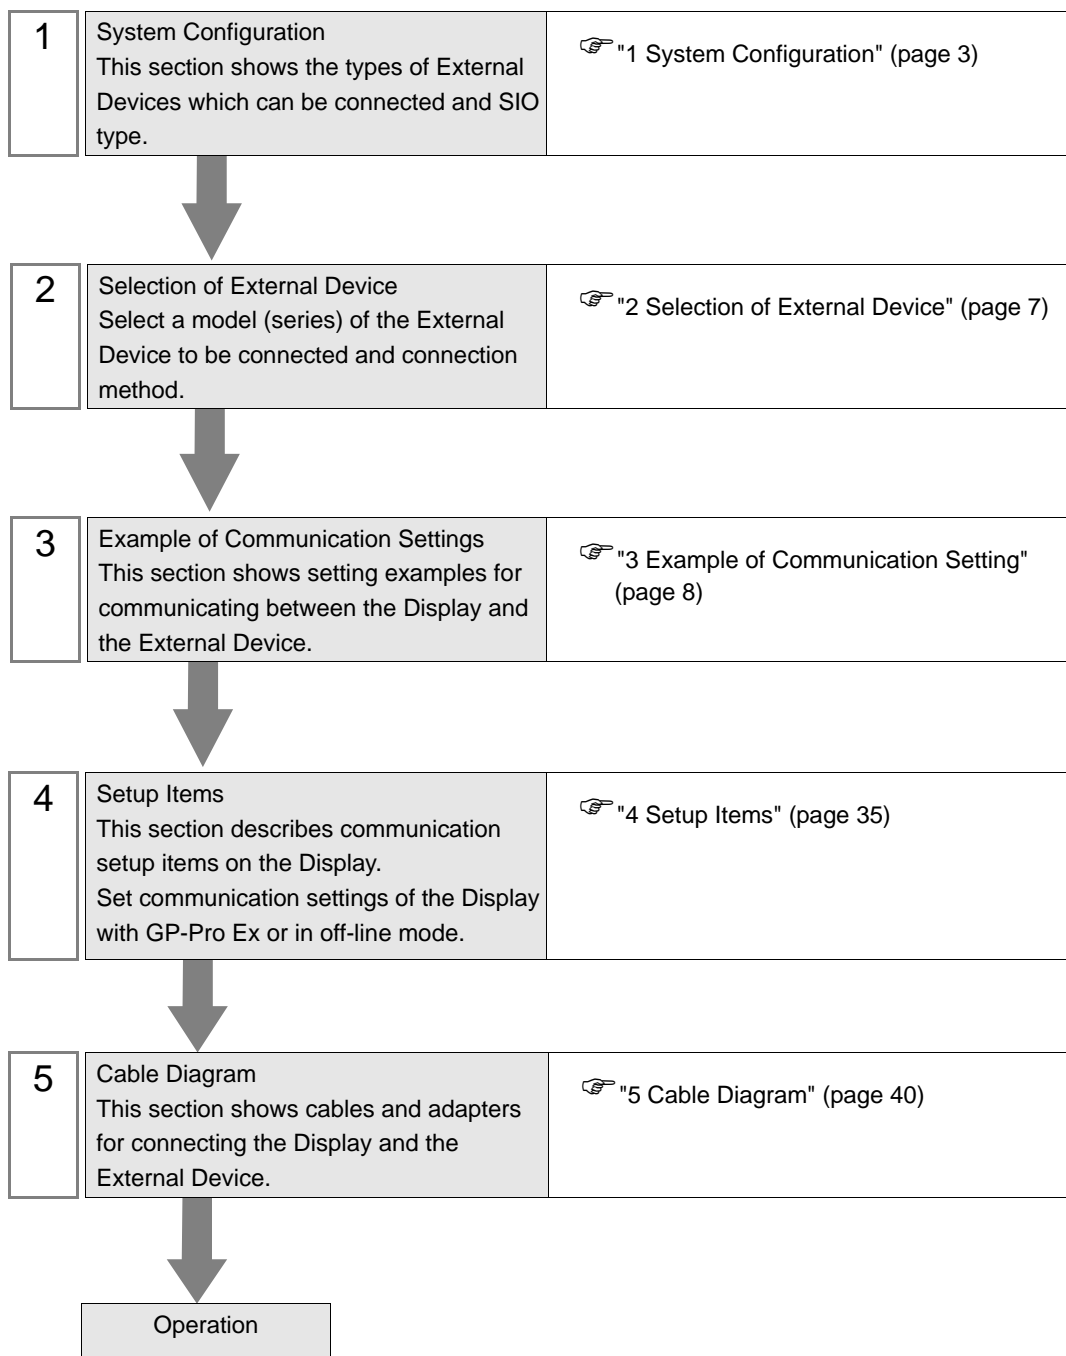 1
System Configuration
This section shows the types of External
Devices which can be connected and SIO
type.
"1 System Configuration" (page 3)
2
Selection of External Device
Select a model (series) of the External
Device to be connected and connection
method.
"2 Selection of External Device" (page 7)
3
Example of Communication Settings
This section shows setting examples for
communicating between the Display and
the External Device.
"3 Example of Communication Setting"
(page 8)
4
Setup Items
This section describes communication
setup items on the Display.
Set communication settings of the Display
with GP-Pro Ex or in off-line mode.
"4 Setup Items" (page 35)
5
Cable Diagram
This section shows cables and adapters
for connecting the Display and the
External Device.
"5 Cable Diagram" (page 40)
Operation